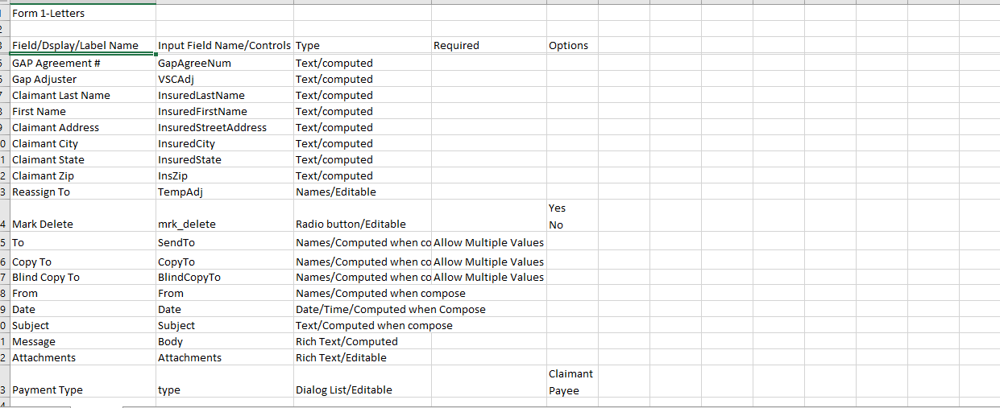 Form 1-Letters
Field/Dsplay/Label Name Input Field Name/Controls Type Required Options
GAP Agreement # GapAgreeNum Text/computed
Gap Adjuster VSCAdj Text/computed
Claimant Last Name InsuredLastName Text/computed
First Name InsuredFirstName Text/computed
Claimant Address InsuredStreetAddress Text/computed
Claimant City InsuredCity Text/computed
Claimant State InsuredState Text/computed
Claimant Zip InsZip Text/computed
Reassign To TempAdj Names/Editable
Yes
Mark Delete mrk_delete Radio button/Editable No
To SendTo Names/Computed when co Allow Multiple Values
Copy To CopyTo Names/Computed when co Allow Multiple Values
Blind Copy To BlindCopyTo Names/Computed when co Allow Multiple Values
From From Names/Computed when compose
Date Date Date/Time/Computed when Compose
Subject Subject Text/Computed when compose
Message Body Rich Text/Computed
Attachments Attachments Rich Text/Editable
Claimant
Payment Type type Dialog List/Editable Payee